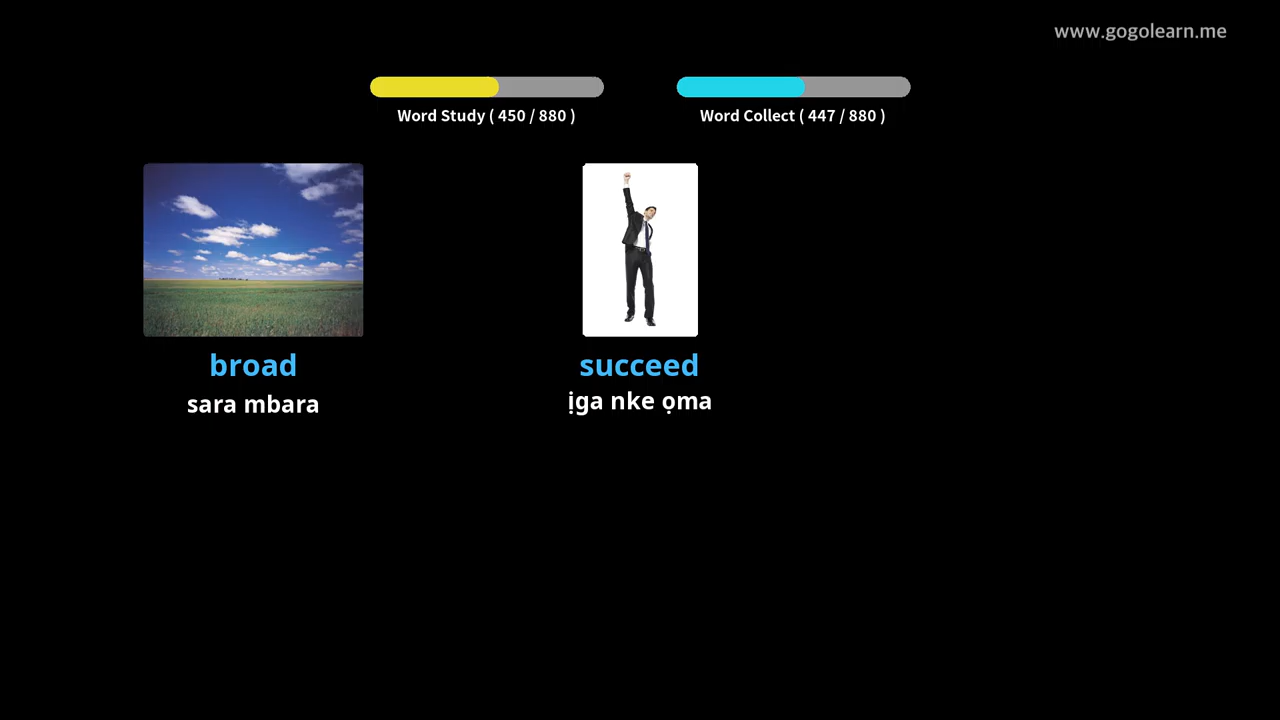 www.gogolearn.me
Word Study ( 450 / 880 )
Word Collect ( 447 / 880 )
broad
sara mbara
succeed
ịga nke ọma